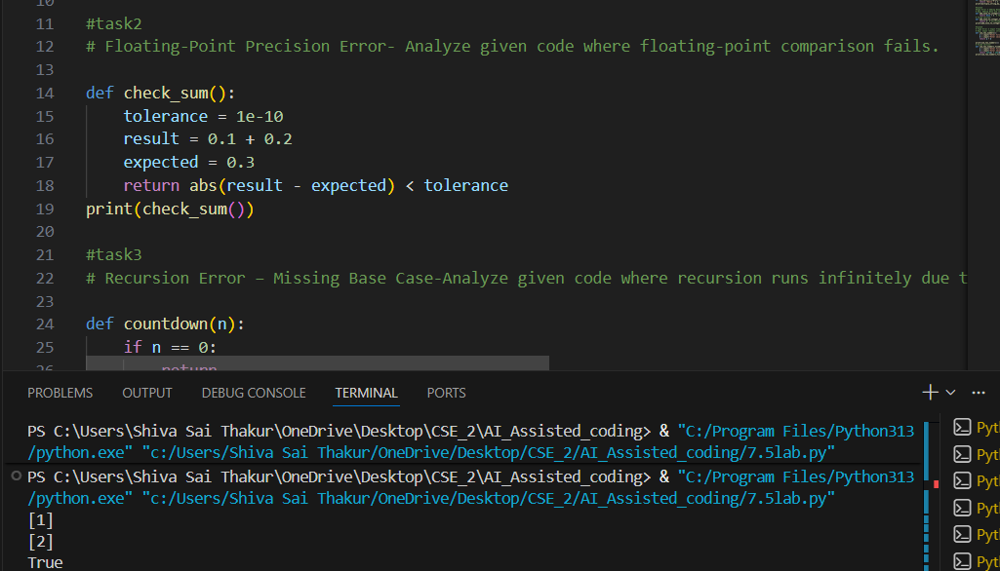 10
11 #task2
12 # Floating-Point Precision Error- Analyze given code where floating-point comparison fails.
13
14 def check_sum():
15 tolerance = 1e-10
16 result = 0.1 + 0.2
17 expected = 0.3
18 return abs(result - expected) < tolerance
19 print(check_sum())
20
21 #task3
22 # Recursion Error – Missing Base Case-Analyze given code where recursion runs infinitely due t
23
24 def countdown(n):
25 if n == 0:
26 return
PROBLEMS OUTPUT DEBUG CONSOLE TERMINAL PORTS
PS C:\Users\Shiva Sai Thakur\OneDrive\Desktop\CSE_2\AI_Assisted_coding> & "C:/Program Files/Python313
/python.exe" "c:/Users/Shiva Sai Thakur/OneDrive/Desktop/CSE_2/AI_Assisted_coding/7.5lab.py"
PS C:\Users\Shiva Sai Thakur\OneDrive\Desktop\CSE_2\AI_Assisted_coding> & "C:/Program Files/Python313
/python.exe" "c:/Users/Shiva Sai Thakur/OneDrive/Desktop/CSE_2/AI_Assisted_coding/7.5lab.py"
[1]
[2]
True
Pyt
Pyt
Pyt
Pyt
Pyt
Pyt